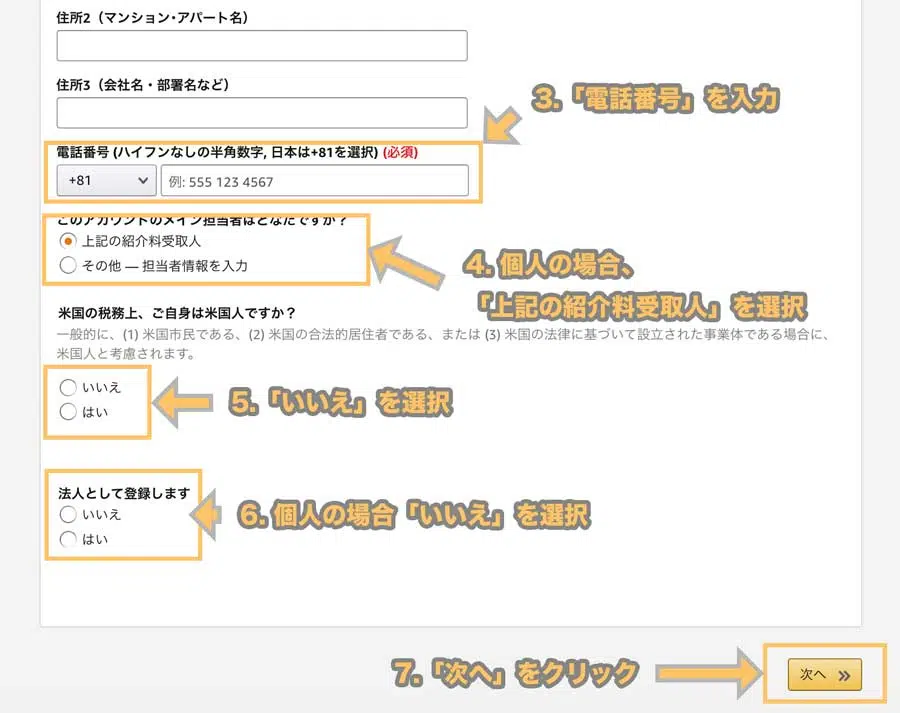 住所2（マンション･アパート名）
住所3（会社名・部署名など）
3.「電話番号」を入力
電話番号 (ハイフンなしの半角数字, 日本は+81を選択) (必須)
+81
例: 555 123 4567
このアカウントのメイン担当者はどなたですか？
上記の紹介料受取人
その他 — 担当者情報を入力
4. 個人の場合、
「上記の紹介料受取人」を選択
米国の税務上、ご自身は米国人ですか？
一般的に、(1) 米国市民である、(2) 米国の合法的居住者である、または (3) 米国の法律に基づいて設立された事業体である場合に、
米国人と考慮されます。
いいえ
はい
5.「いいえ」を選択
法人として登録します
いいえ
はい
6. 個人の場合「いいえ」を選択
7.「次へ」をクリック
次へ »